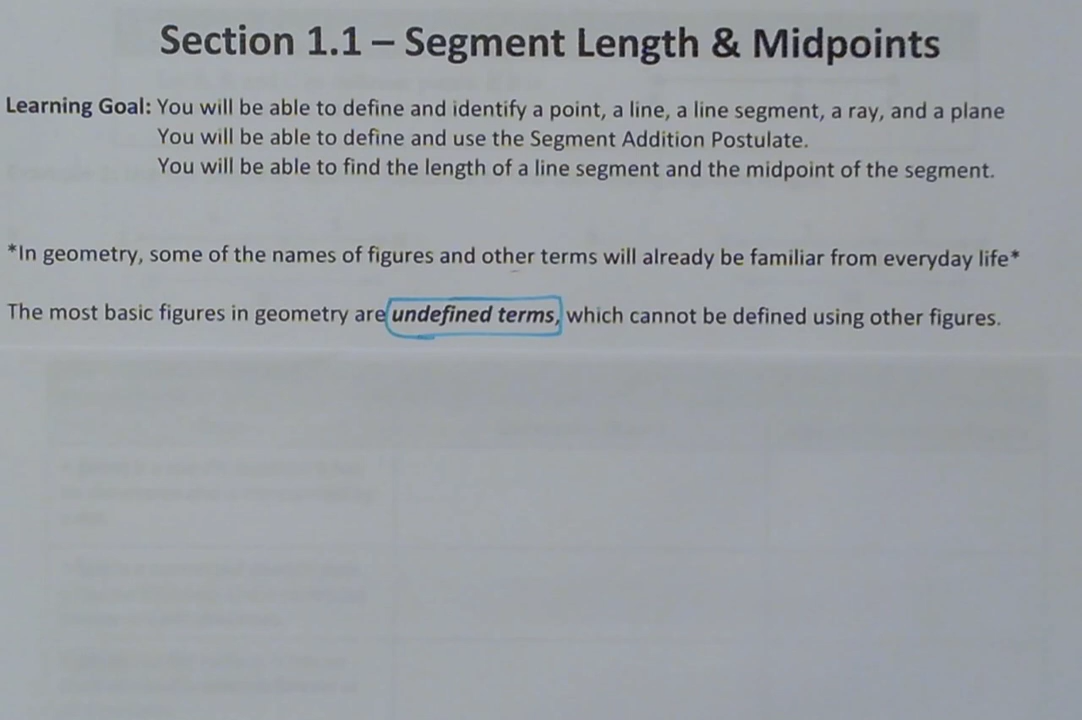 Section 1.1 – Segment Length & Midpoints
Learning Goal: You will be able to define and identify a point, a line, a line segment, a ray, and a plane
You will be able to define and use the Segment Addition Postulate.
You will be able to find the length of a line segment and the midpoint of the segment.
*In geometry, some of the names of figures and other terms will already be familiar from everyday life*
The most basic figures in geometry are undefined terms, which cannot be defined using other figures.